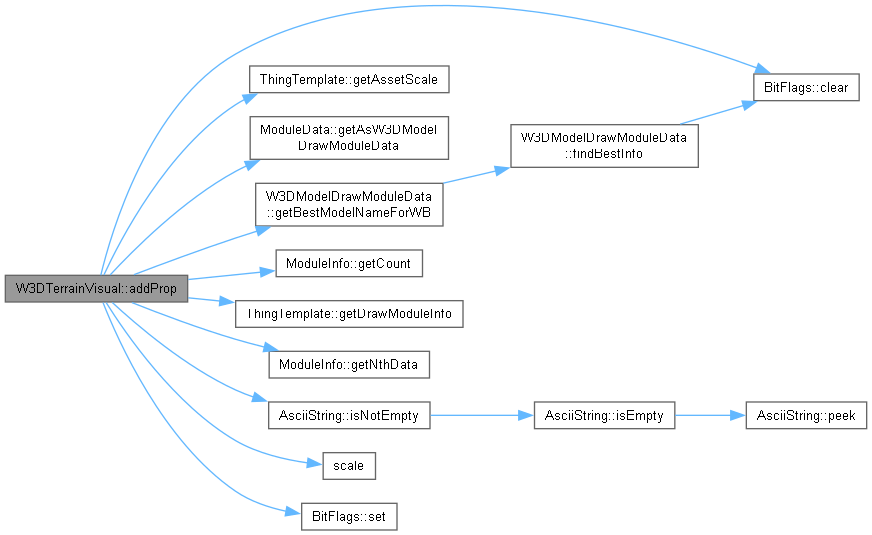 ThingTemplate::getAssetScale
BitFlags::clear
ModuleData::getAsW3DModel
DrawModuleData
W3DModelDrawModuleData
::findBestInfo
W3DModelDrawModuleData
::getBestModelNameForWB
ModuleInfo::getCount
W3DTerrainVisual::addProp
ThingTemplate::getDrawModuleInfo
ModuleInfo::getNthData
AsciiString::isNotEmpty
AsciiString::isEmpty
AsciiString::peek
scale
BitFlags::set